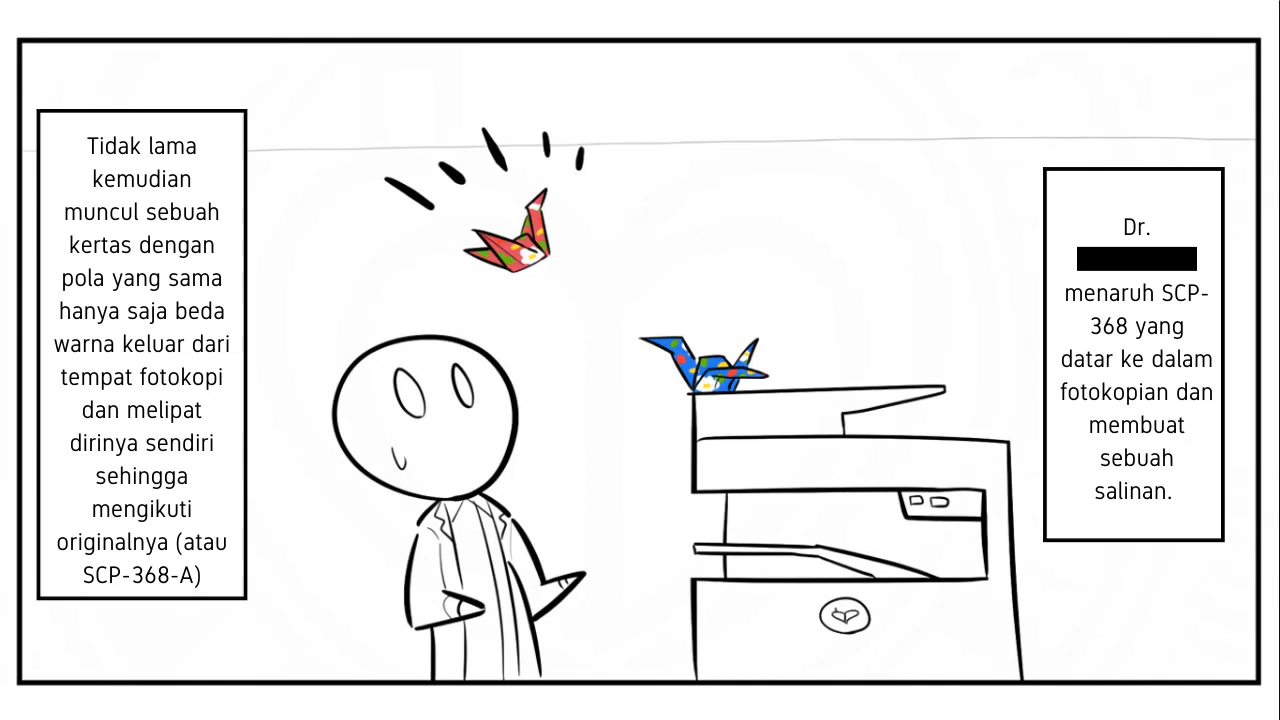 Dr.
menaruh SCP-
368 yang
datar ke dalam
fotokopian dan
membuat
sebuah
salinan.
Tidak lama
kemudian
muncul sebuah
kertas dengan
pola yang sama
hanya saja beda
warna keluar dari
tempat fotokopi
dan melipat
dirinya sendiri
sehingga
mengikuti
originalnya (atau
SCP-368-A)